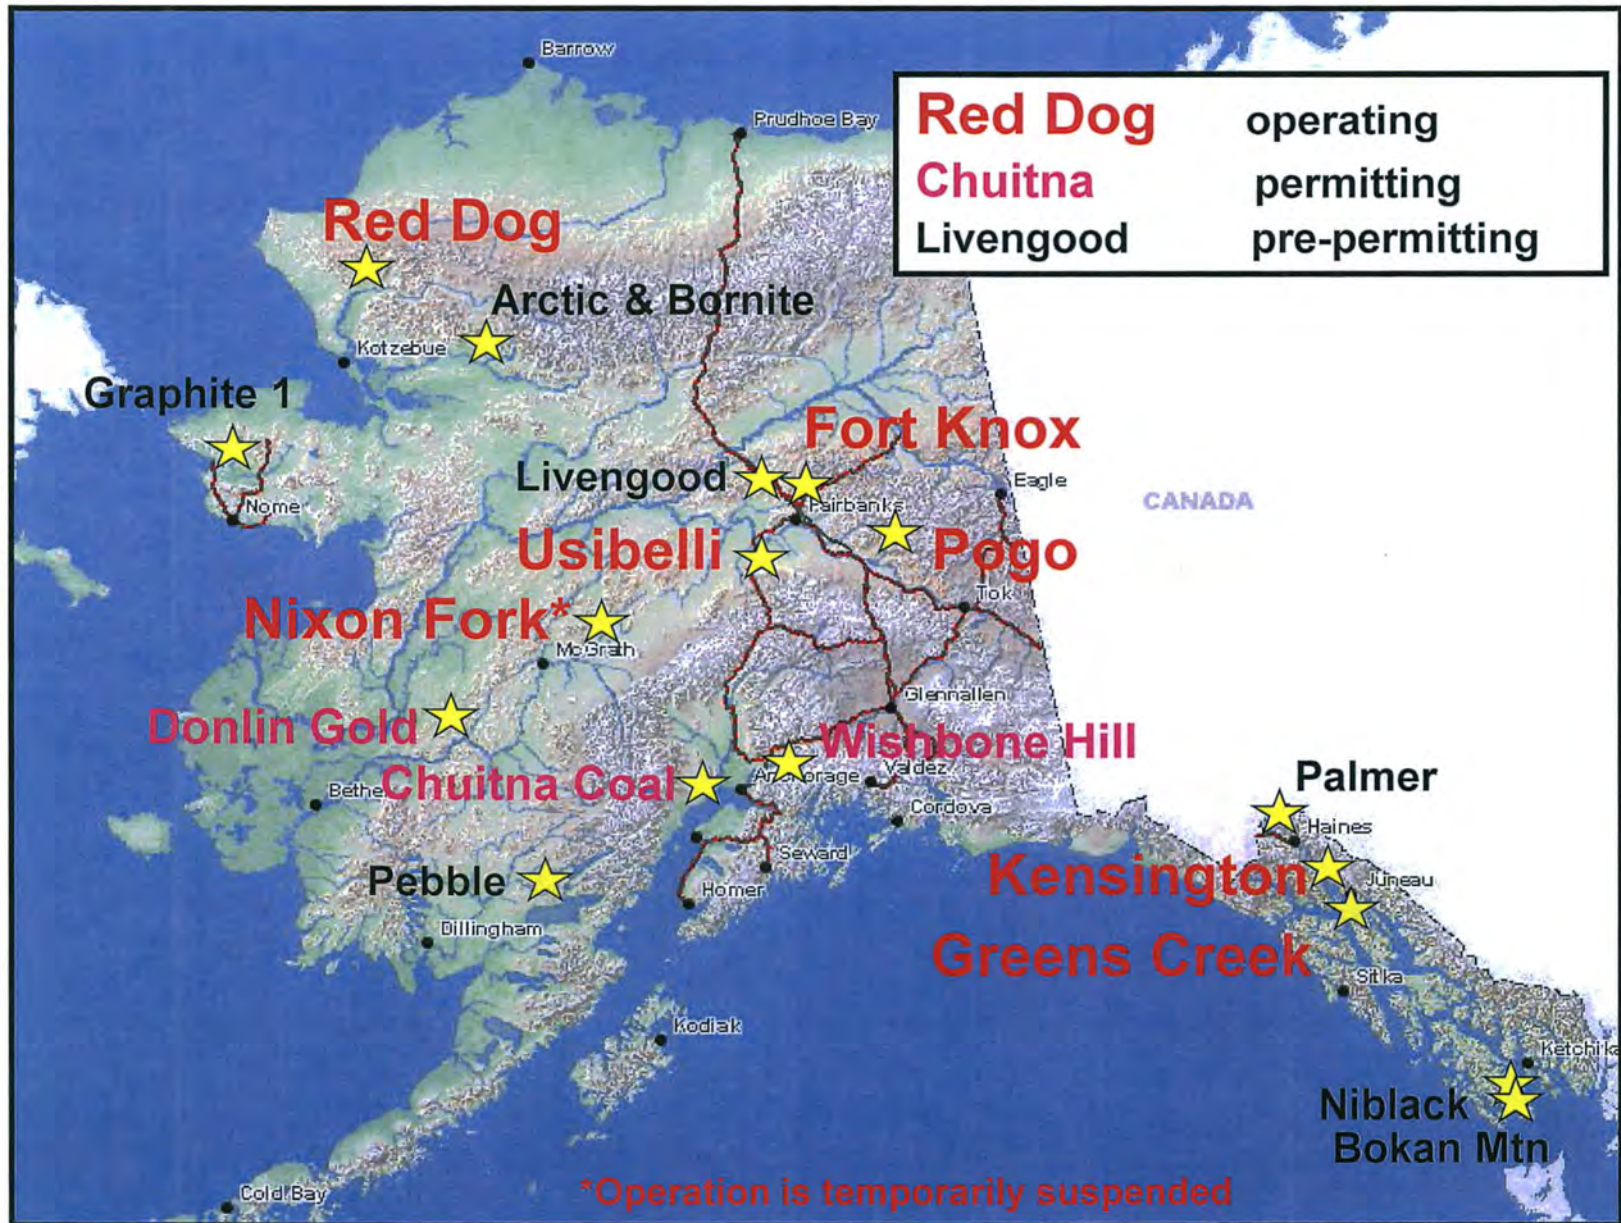 Barrow
Prudhoe Bay
Red Dog operating
Chuitna permitting
Livengood pre-permitting
Red Dog
Arctic & Bornite
Kotzebue
Graphite 1
Fort Knox
Livengood
Eagle
CANADA
Nome
Fairbanks
Usibelli
Pogo
Tok
Nixon Fork*
McGrath
Glennallen
Donlin Gold
Wishbone Hill
Chuitna Coal
Anchorage
Valdez
Palmer
Bethe
Cordova
Haines
Seward
Kensington
Juneau
Pebble
Homer
Dillingham
Greens Creek
Sitka
Kodiak
Ketchika
Niblack
Bokan Mtn
Cold Bay
*Operation is temporarily suspended